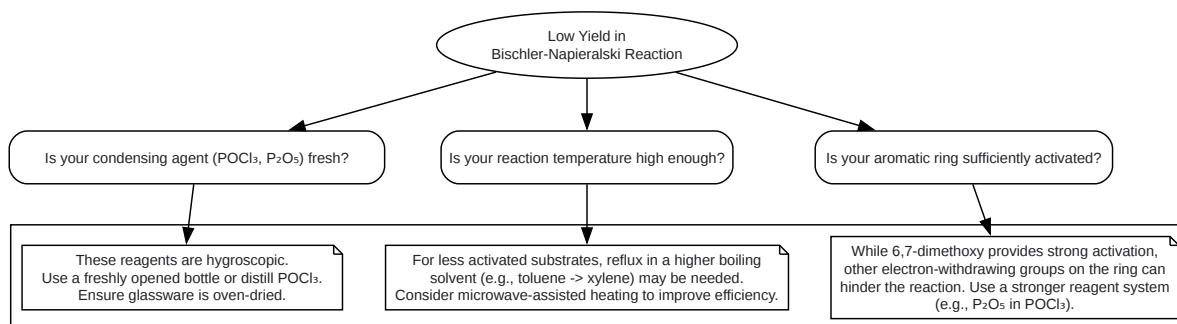 Low Yield in
Bischler-Napieralski Reaction
Is your condensing agent (POCl₃, P₂O₅) fresh?
Is your reaction temperature high enough?
Is your aromatic ring sufficiently activated?
These reagents are hygroscopic.
Use a freshly opened bottle or distill POCl₃.
Ensure glassware is oven-dried.
For less activated substrates, reflux in a higher boiling
solvent (e.g., toluene -> xylene) may be needed.
Consider microwave-assisted heating to improve efficiency.
While 6,7-dimethoxy provides strong activation,
other electron-withdrawing groups on the ring can
hinder the reaction. Use a stronger reagent system
(e.g., P₂O₅ in POCl₃).